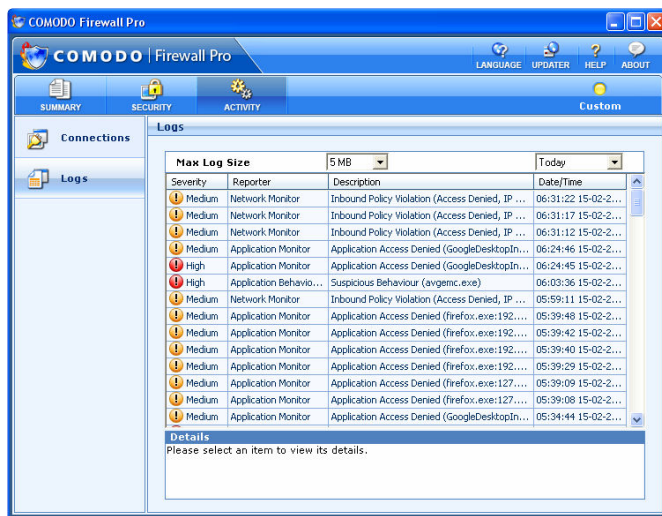 COMODO Firewall Pro
COMODO | Firewall Pro
LANGUAGE UPDATER HELP ABOUT
SUMMARY SECURITY ACTIVITY Custom
Connections
Logs
Logs
Max Log Size 5 MB Today
Severity Reporter Description Date/Time
Medium Network Monitor Inbound Policy Violation (Access Denied, IP ... 06:31:22 15-02-2...
Medium Network Monitor Inbound Policy Violation (Access Denied, IP ... 06:31:17 15-02-2...
Medium Network Monitor Inbound Policy Violation (Access Denied, IP ... 06:31:12 15-02-2...
Medium Application Monitor Application Access Denied (GoogleDesktopIn... 06:24:46 15-02-2...
High Application Monitor Application Access Denied (GoogleDesktopIn... 06:24:45 15-02-2...
High Application Behavio... Suspicious Behaviour (avgemc.exe) 06:03:36 15-02-2...
Medium Network Monitor Inbound Policy Violation (Access Denied, IP ... 05:59:11 15-02-2...
Medium Application Monitor Application Access Denied (firefox.exe:192.... 05:39:48 15-02-2...
Medium Application Monitor Application Access Denied (firefox.exe:192.... 05:39:42 15-02-2...
Medium Application Monitor Application Access Denied (firefox.exe:192.... 05:39:40 15-02-2...
Medium Application Monitor Application Access Denied (firefox.exe:192.... 05:39:29 15-02-2...
Medium Application Monitor Application Access Denied (firefox.exe:127.... 05:39:09 15-02-2...
Medium Application Monitor Application Access Denied (firefox.exe:127.... 05:39:08 15-02-2...
Medium Application Monitor Application Access Denied (GoogleDesktopIn... 05:34:44 15-02-2...
Details
Please select an item to view its details.